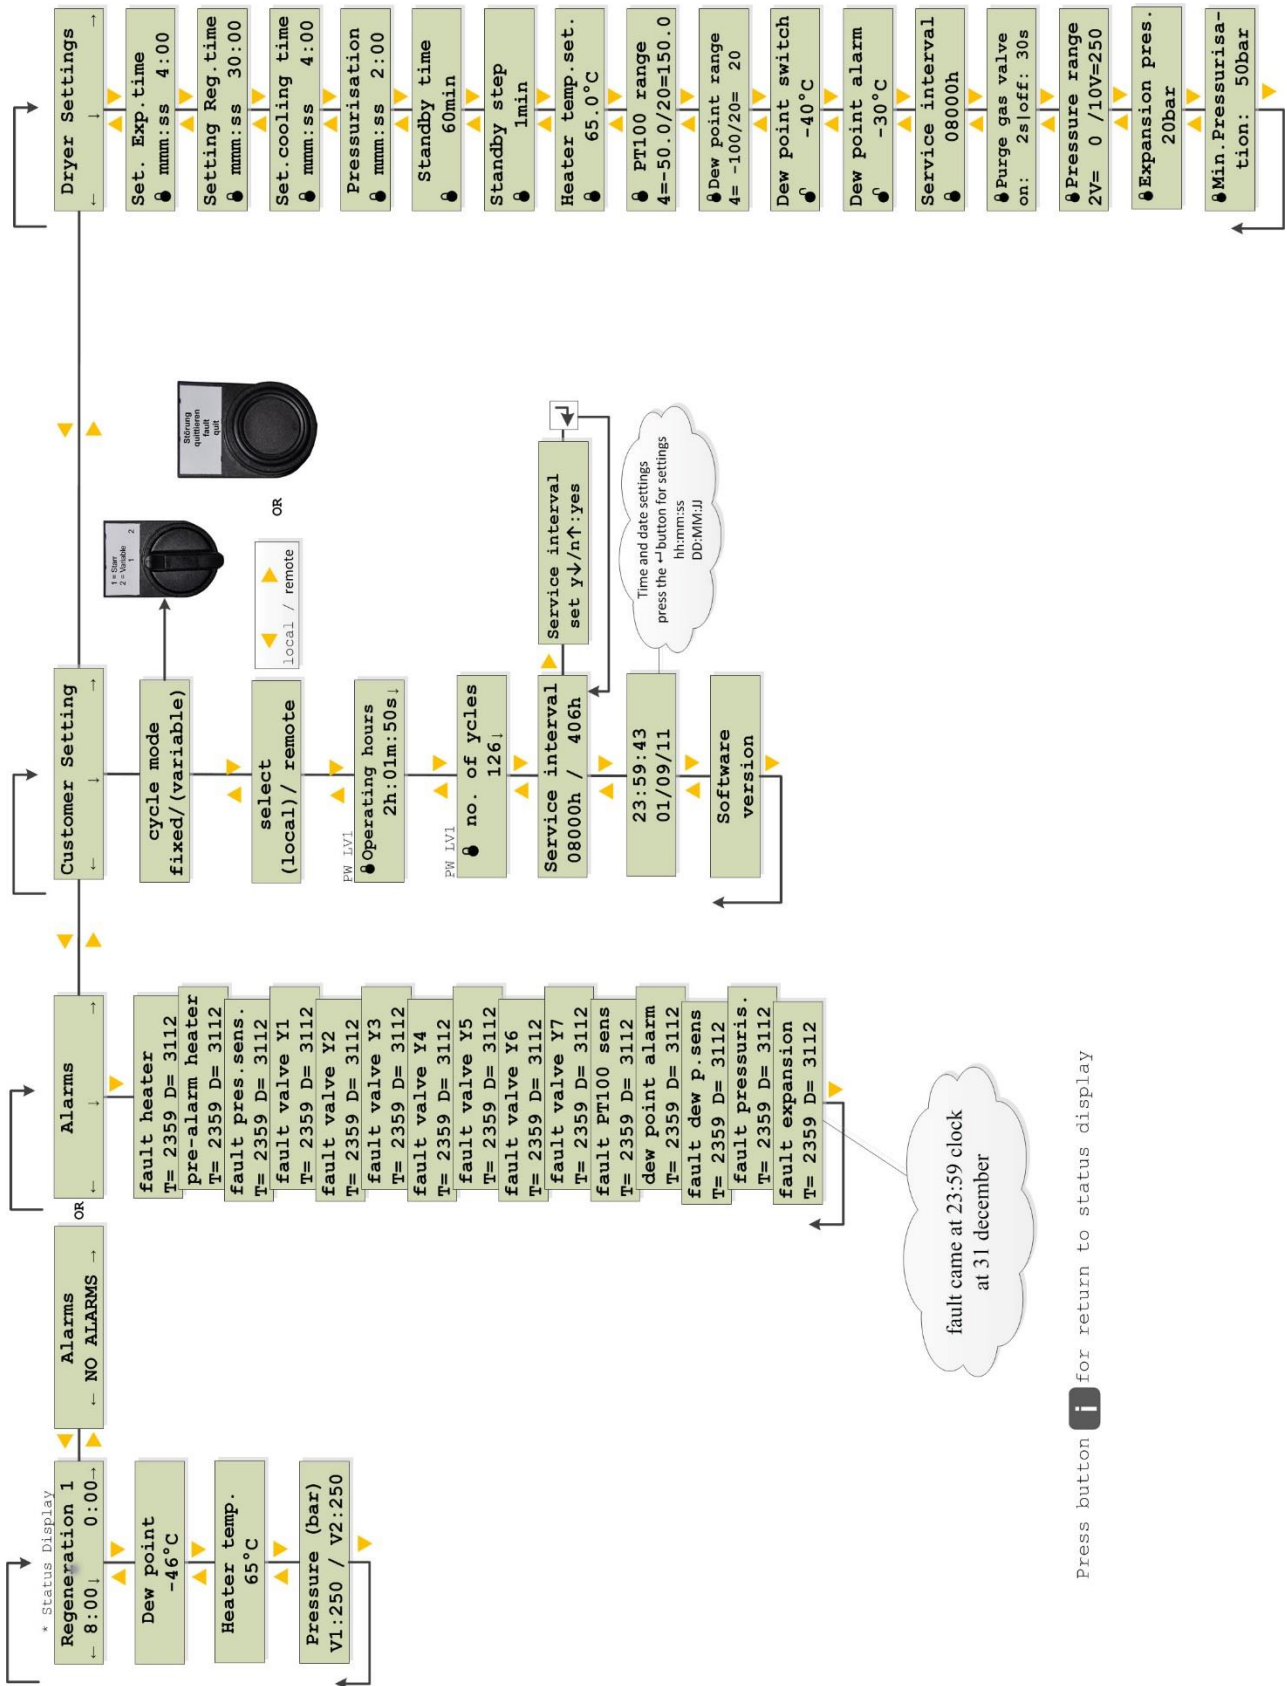 * Status Display
Regeneration 1
← 8:00↓ 0:00→
Dew point
-46°C
Heater temp.
65°C
Pressure (bar)
V1:250 / V2:250
Alarms
← NO ALARMS →
OR
Alarms
← ↓ →
fault heater
T= 2359 D= 3112
pre-alarm heater
T= 2359 D= 3112
fault pres.sens.
T= 2359 D= 3112
fault valve Y1
T= 2359 D= 3112
fault valve Y2
T= 2359 D= 3112
fault valve Y3
T= 2359 D= 3112
fault valve Y4
T= 2359 D= 3112
fault valve Y5
T= 2359 D= 3112
fault valve Y6
T= 2359 D= 3112
fault valve Y7
T= 2359 D= 3112
fault PT100 sens
T= 2359 D= 3112
dew point alarm
T= 2359 D= 3112
fault dew p.sens
T= 2359 D= 3112
fault pressuris.
T= 2359 D= 3112
fault expansion
T= 2359 D= 3112
fault came at 23:59 clock
at 31 december
Customer Setting
← ↓ →
cycle mode
fixed/(variable)
1 = Starr
2 = Variable
1 2
select
(local)/ remote
local / remote
OR
Störung
quittieren
fault
quit
PW LV1
Operating hours
2h:01m:50s↓
PW LV1
no. of ycles
126↓
Service interval
08000h / 406h
Service interval
set y↓/n↑:yes
↵
23:59:43
01/09/11
Time and date settings
press the ↵ button for settings
hh:mm:ss
DD:MM:JJ
Software
version
Dryer Settings
← ↓ →
Set. Exp.time
mmm:ss 4:00
Setting Reg.time
mmm:ss 30:00
Set.cooling time
mmm:ss 4:00
Pressurisation
mmm:ss 2:00
Standby time
60min
Standby step
1min
Heater temp.set.
65.0°C
PT100 range
4=-50.0/20=150.0
Dew point range
4= -100/20= 20
Dew point switch
-40°C
Dew point alarm
-30°C
Service interval
08000h
Purge gas valve
on: 2s|off: 30s
Pressure range
2V= 0 /10v=250
Expansion pres.
20bar
Min.Pressurisa-
tion: 50bar
Press button i for return to status display